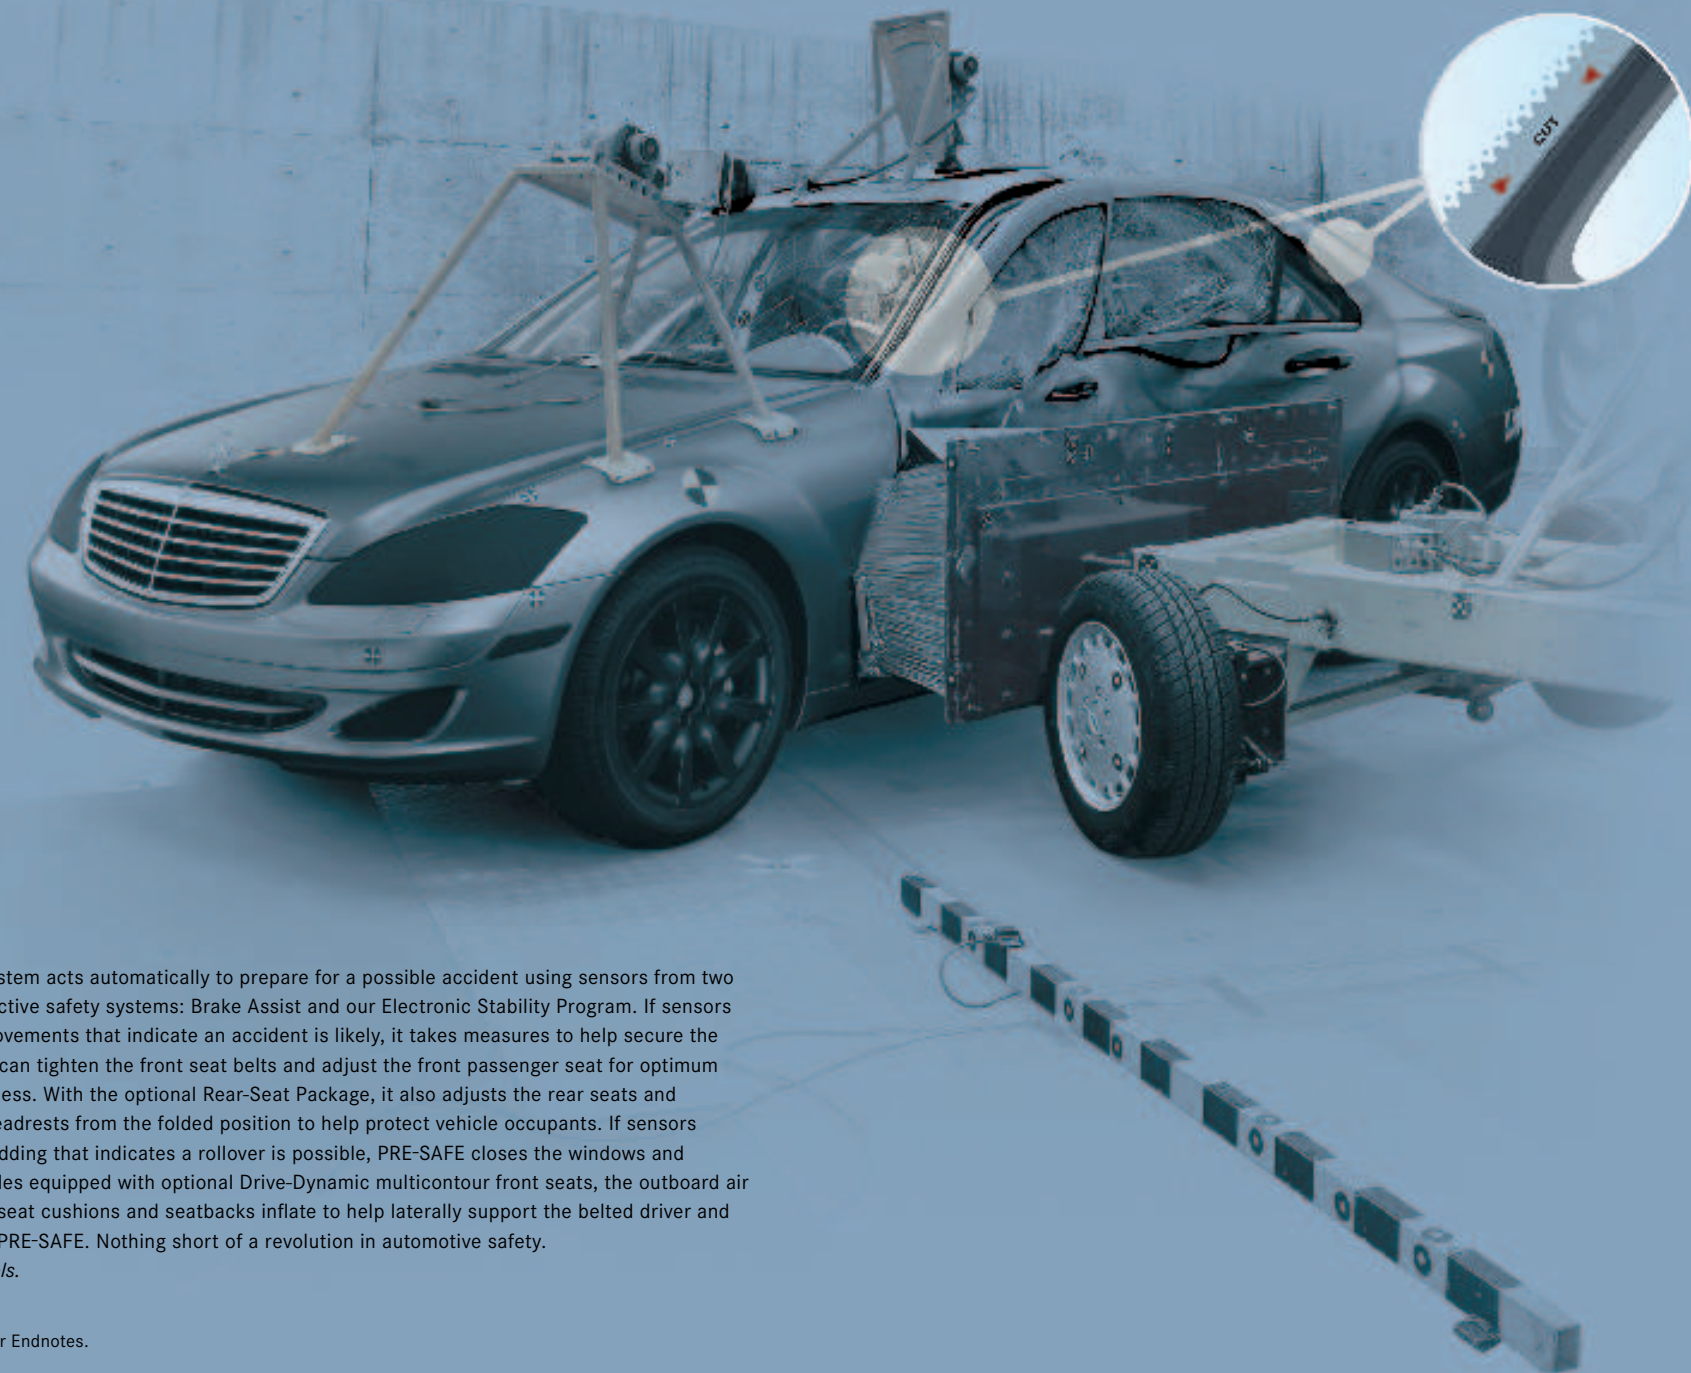 CUT
stem acts automatically to prepare for a possible accident using sensors from two
ctive safety systems: Brake Assist and our Electronic Stability Program. If sensors
ovements that indicate an accident is likely, it takes measures to help secure the
can tighten the front seat belts and adjust the front passenger seat for optimum
ess. With the optional Rear-Seat Package, it also adjusts the rear seats and
eadrests from the folded position to help protect vehicle occupants. If sensors
dding that indicates a rollover is possible, PRE-SAFE closes the windows and
les equipped with optional Drive-Dynamic multicontour front seats, the outboard air
seat cushions and seatbacks inflate to help laterally support the belted driver and
PRE-SAFE. Nothing short of a revolution in automotive safety.
ls.
r Endnotes.